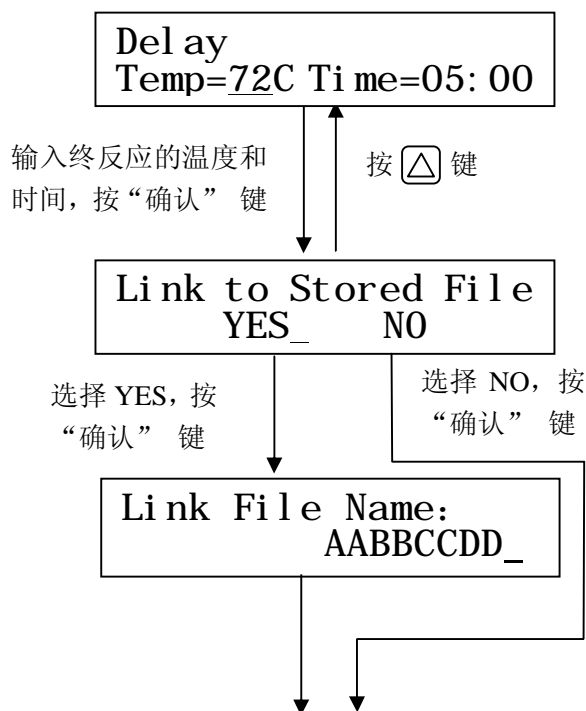 Delay
Temp=72C Time=05:00
输入终反应的温度和
时间，按“确认” 键
按 △ 键
Link to Stored File
YES_ NO
选择 YES，按
“确认” 键
选择 NO，按
“确认” 键
Link File Name:
AABBCCDD_